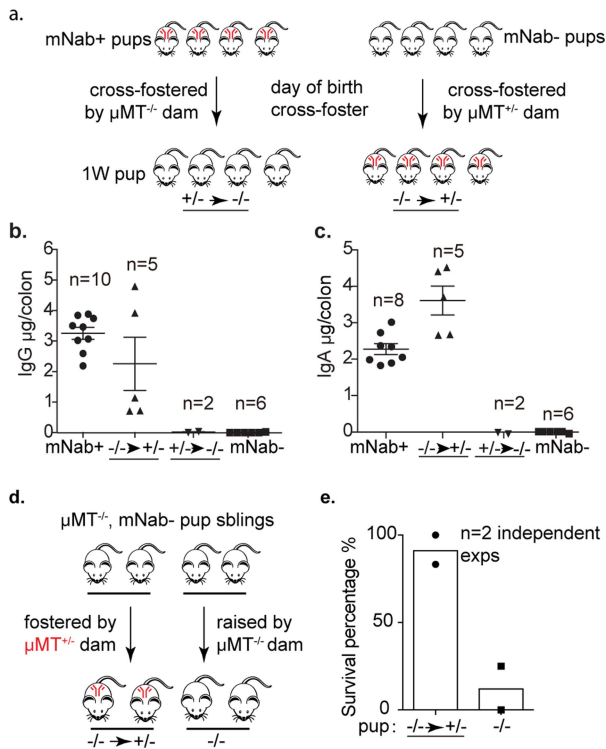 a.
mNab+ pups
mNab- pups
cross-fostered
by µMT-/- dam
day of birth
cross-foster
cross-fostered
by µMT+/- dam
1W pup
+/- -/-
-/- +/-
b.
IgG µg/colon
6
5
4
3
2
1
0
n=10
n=5
n=2
n=6
mNab+
-/- +/-
+/- -/-
mNab-
c.
IgA µg/colon
5
4
3
2
1
0
n=8
n=5
n=2
n=6
mNab+
-/- +/-
+/- -/-
mNab-
d.
µMT-/-, mNab- pup sblings
fostered by
µMT+/- dam
raised by
µMT-/- dam
-/- +/-
-/-
e.
Survival percentage %
100
50
0
n=2 independent
exps
pup: -/- +/- -/-